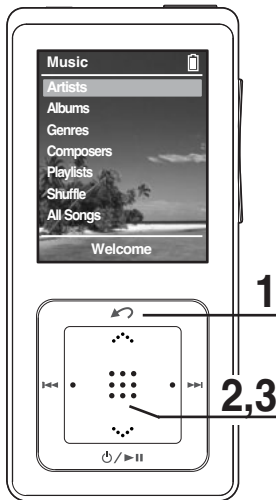 Music
Artists
Albums
Genres
Composers
Playlists
Shuffle
All Songs
Welcome
1
2,3